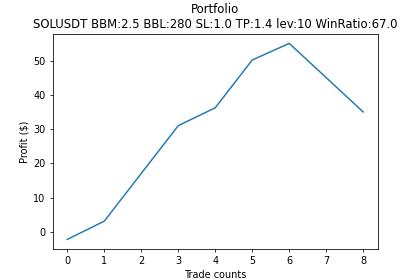 Portfolio
SOLUSDT BBM:2.5 BBL:280 SL:1.0 TP:1.4 lev:10 WinRatio:67.0
50
40
30
20
10
0
Profit ($)
0 1 2 3 4 5 6 7 8
Trade counts